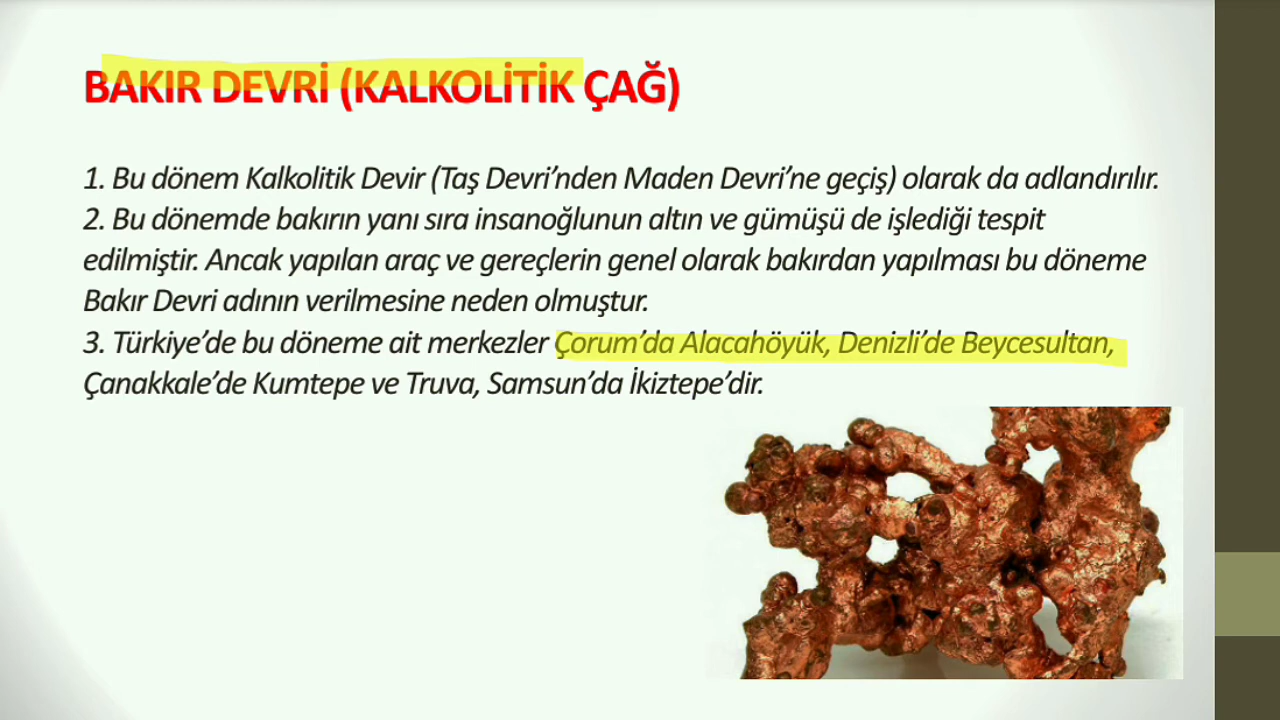 BAKIR DEVRİ (KALKOLİTİK ÇAĞ)
1. Bu dönem Kalkolitik Devir (Taş Devri’nden Maden Devri’ne geçiş) olarak da adlandırılır.
2. Bu dönemde bakırın yanı sıra insanoğlunun altın ve gümüşü de işlediği tespit
edilmiştir. Ancak yapılan araç ve gereçlerin genel olarak bakırdan yapılması bu döneme
Bakır Devri adının verilmesine neden olmuştur.
3. Türkiye’de bu döneme ait merkezler Çorum’da Alacahöyük, Denizli’de Beycesultan,
Çanakkale’de Kumtepe ve Truva, Samsun’da İkiztepe’dir.